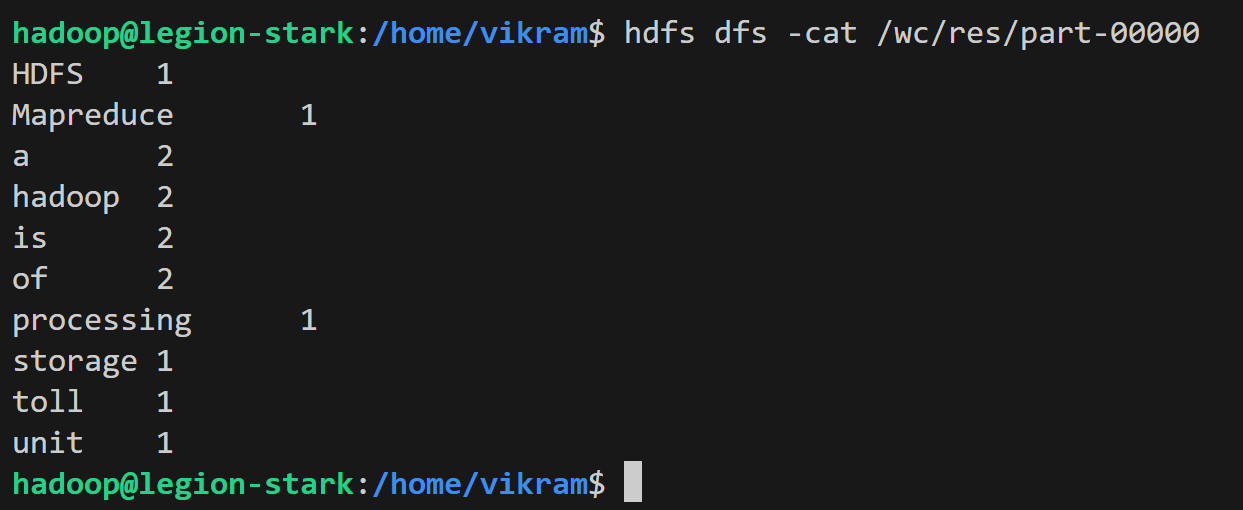 hadoop@legion-stark:/home/vikram$ hdfs dfs -cat /wc/res/part-00000
HDFS	1
Mapreduce	1
a	2
hadoop	2
is	2
of	2
processing	1
storage	1
toll	1
unit	1
hadoop@legion-stark:/home/vikram$